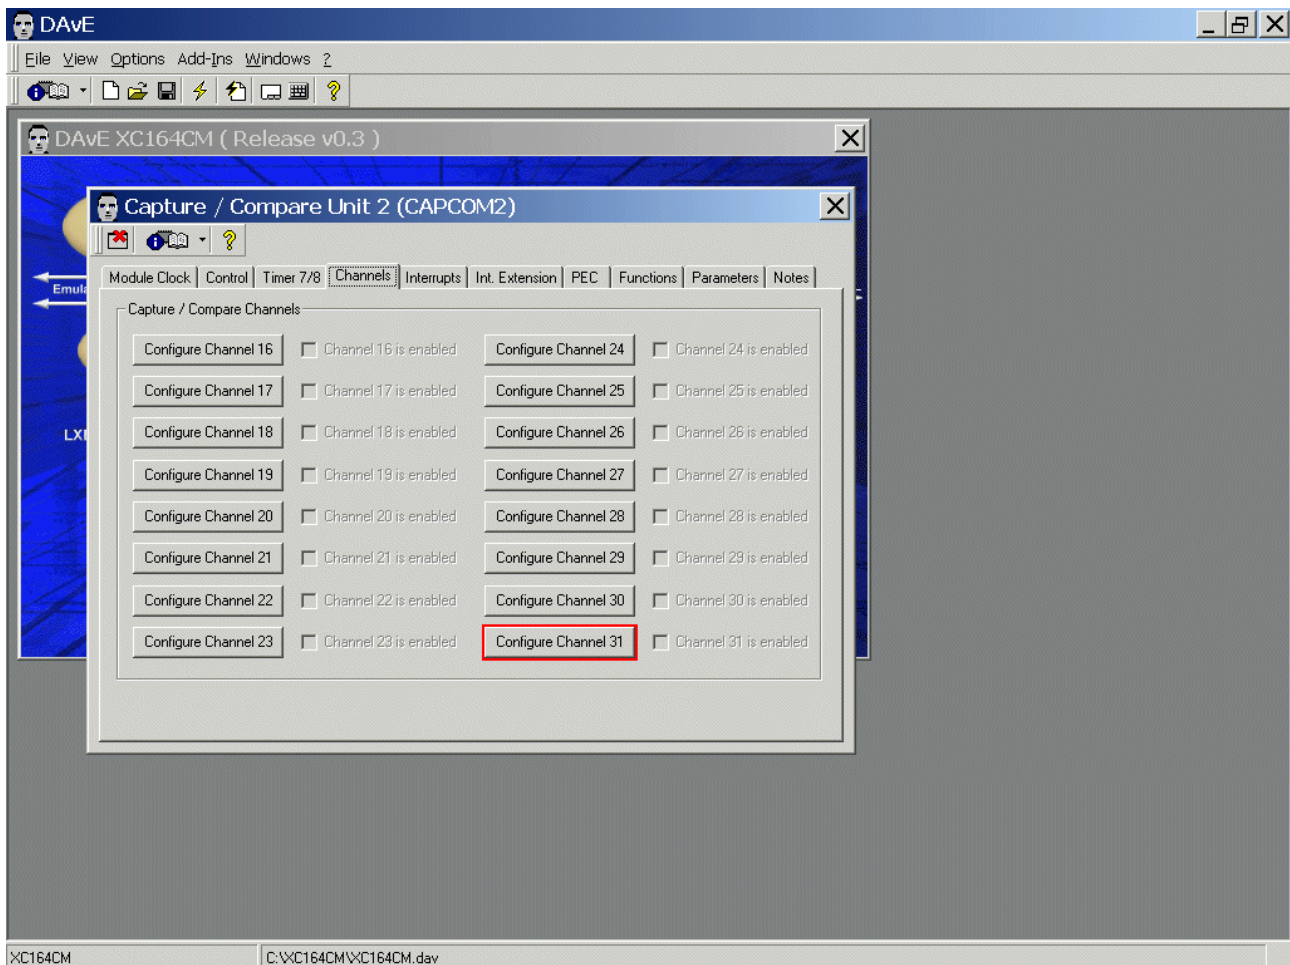 DAvE
File View Options Add-Ins Windows ?
DAvE XC164CM ( Release v0.3 )
Capture / Compare Unit 2 (CAPCOM2)
Module Clock Control Timer 7/8 Channels Interrupts Int. Extension PEC Functions Parameters Notes
Capture / Compare Channels
Configure Channel 16 Channel 16 is enabled Configure Channel 24 Channel 24 is enabled
Configure Channel 17 Channel 17 is enabled Configure Channel 25 Channel 25 is enabled
Configure Channel 18 Channel 18 is enabled Configure Channel 26 Channel 26 is enabled
Configure Channel 19 Channel 19 is enabled Configure Channel 27 Channel 27 is enabled
Configure Channel 20 Channel 20 is enabled Configure Channel 28 Channel 28 is enabled
Configure Channel 21 Channel 21 is enabled Configure Channel 29 Channel 29 is enabled
Configure Channel 22 Channel 22 is enabled Configure Channel 30 Channel 30 is enabled
Configure Channel 23 Channel 23 is enabled Configure Channel 31 Channel 31 is enabled
XC164CM C:\XC164CM\XC164CM.dav